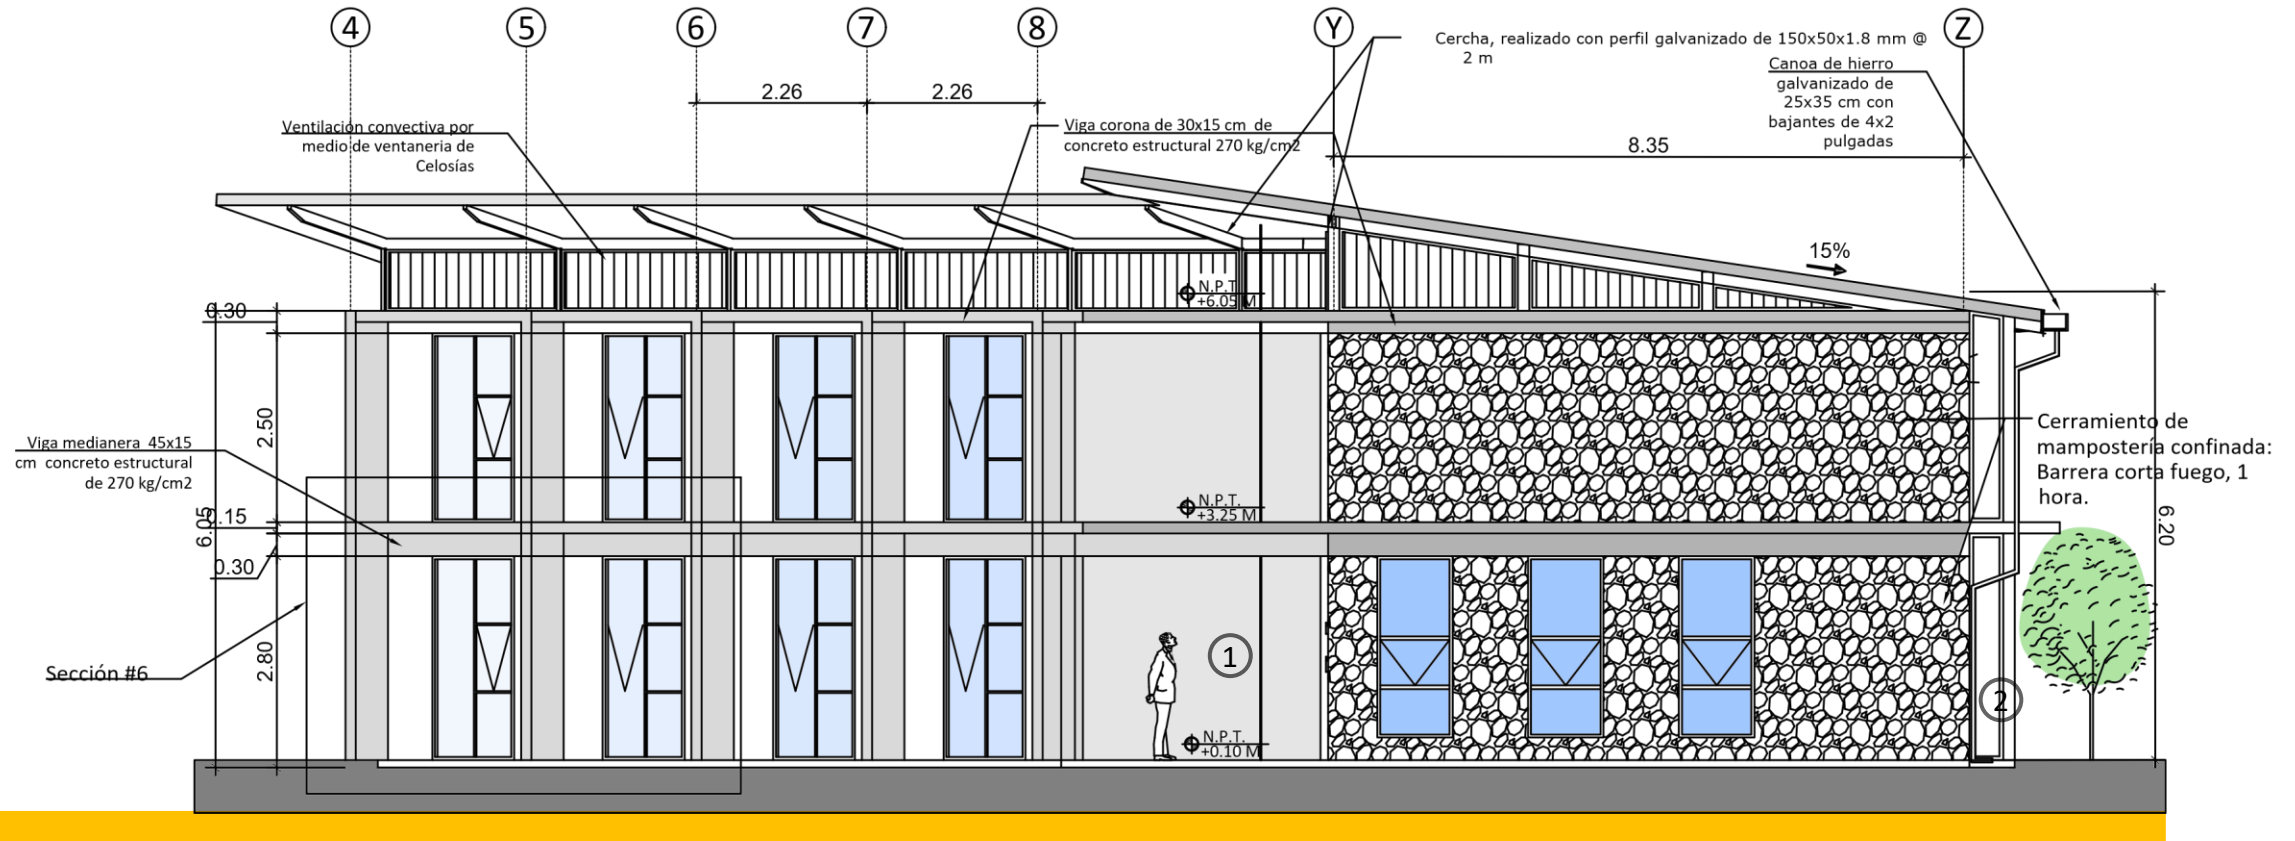 4
5
6
7
8
Y
Z
Cercha, realizado con perfil galvanizado de 150x50x1.8 mm @
2 m
Canoa de hierro
galvanizado de
25x35 cm con
bajantes de 4x2
pulgadas
2.26
2.26
Ventilación convectiva por
medio de ventaneria de
Celosías
Viga corona de 30x15 cm de
concreto estructural 270 kg/cm2
8.35
15%
N.P.T.
+6.05 M
0.30
2.50
Viga medianera 45x15
cm concreto estructural
de 270 kg/cm2
Cerramiento de
mampostería confinada:
Barrera corta fuego, 1
hora.
N.P.T.
+3.25 M
6.05
0.15
6.20
0.30
2.80
Sección #6
1
2
N.P.T.
+0.10 M